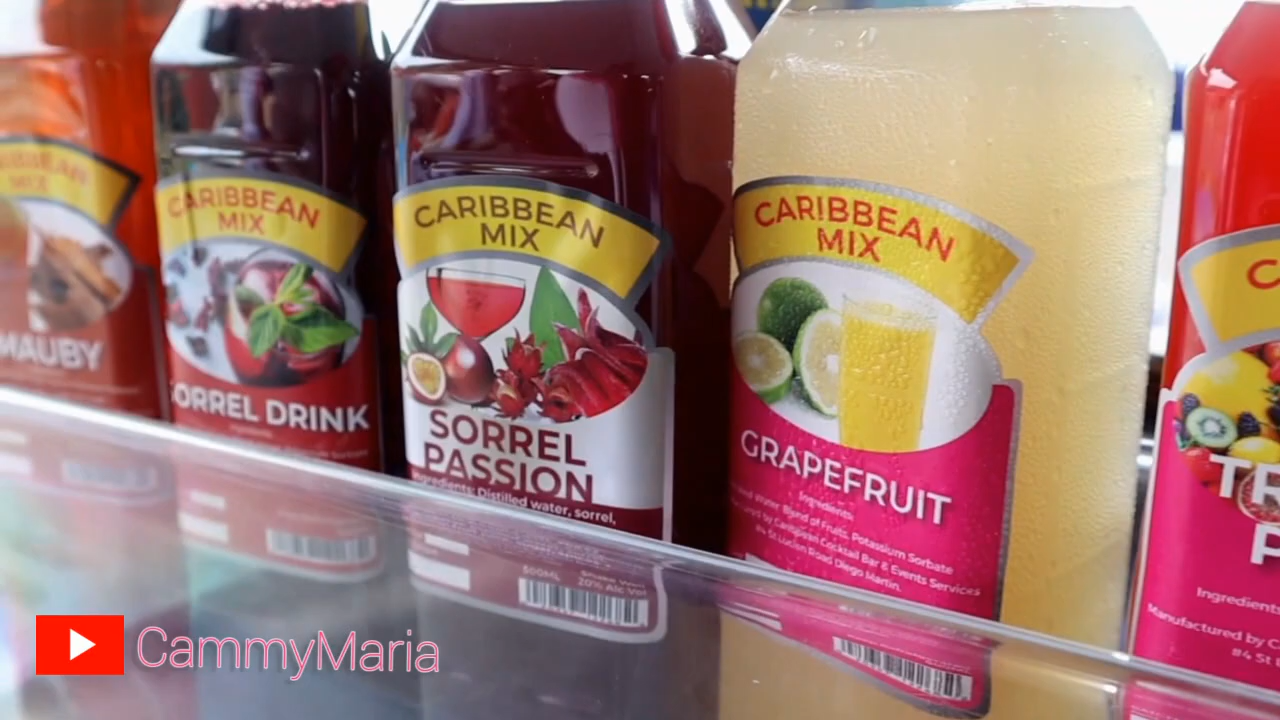 CARIBBEAN
MIX
MAUBY
CARIBBEAN
MIX
SORREL DRINK
CARIBBEAN
MIX
SORREL
PASSION
Ingredients: Distilled water, sorrel,
500ML
20% Alc Vol
CARIBBEAN
MIX
GRAPEFRUIT
Ingredients:
Water, Blend of Fruits, Potassium Sorbate
Manufactured by Caribbean Cocktail Bar & Events Services
#4 St Lucien Road Diego Martin.
C
TR
P
Ingredients
Manufactured by C
#4 St
CammyMaria